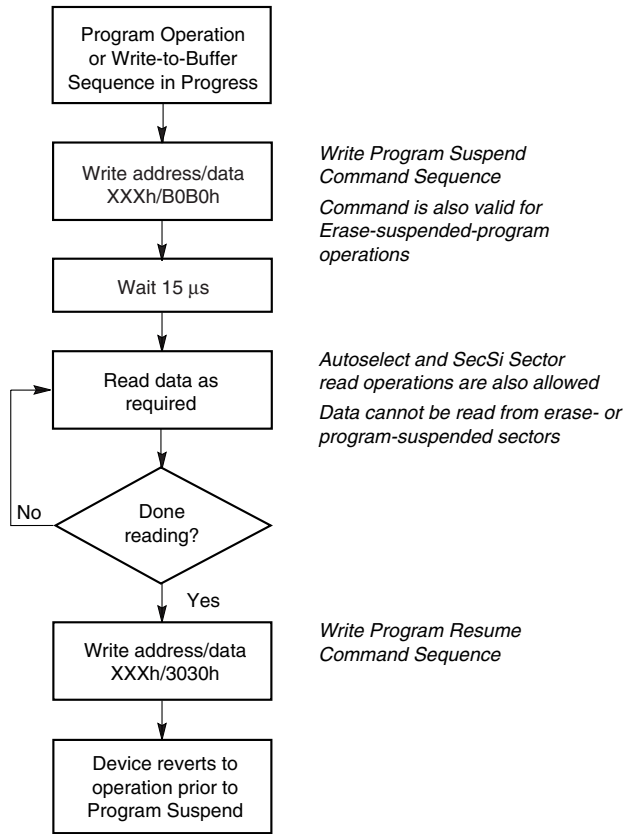 Program Operation
or Write-to-Buffer
Sequence in Progress
Write address/data
XXXh/B0B0h
Write Program Suspend
Command Sequence
Command is also valid for
Erase-suspended-program
operations
Wait 15 μs
Read data as
required
Autoselect and SecSi Sector
read operations are also allowed
Data cannot be read from erase- or
program-suspended sectors
No
Done
reading?
Yes
Write address/data
XXXh/3030h
Write Program Resume
Command Sequence
Device reverts to
operation prior to
Program Suspend